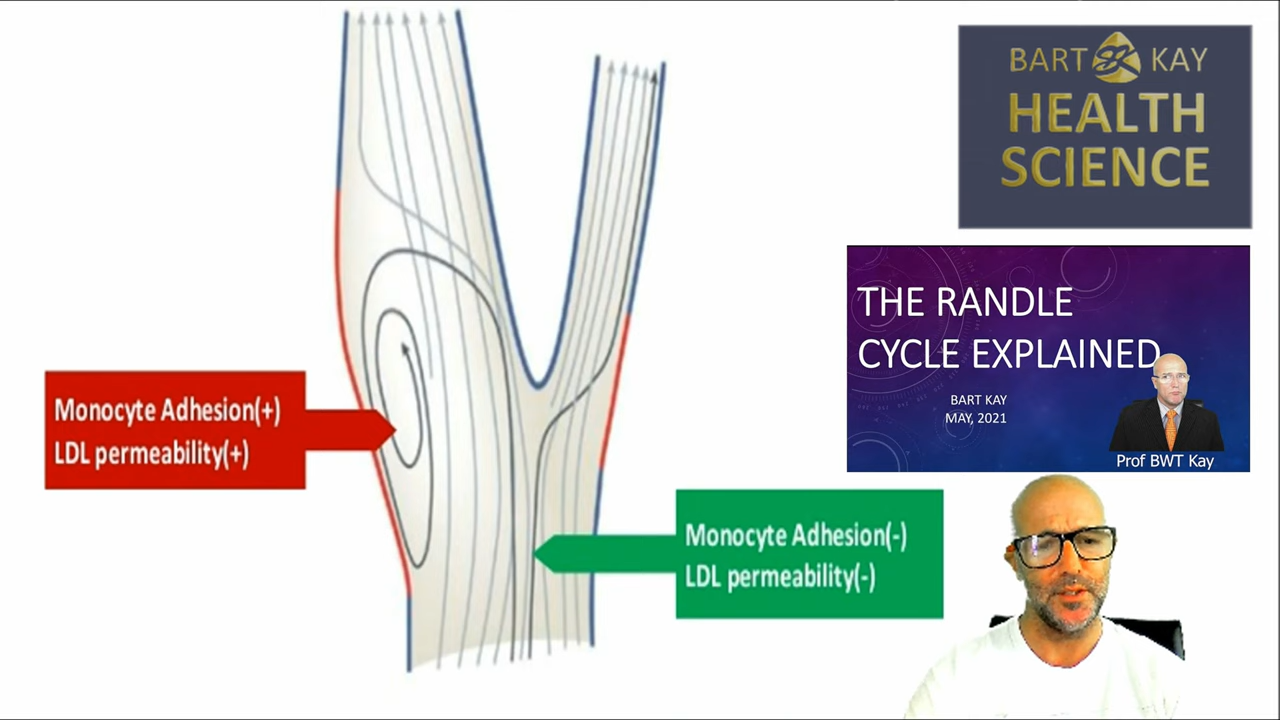 BART KAY
HEALTH
SCIENCE
THE RANDLE
CYCLE EXPLAINED
BART KAY
MAY, 2021
Prof BWT Kay
Monocyte Adhesion(+)
LDL permeability(+)
Monocyte Adhesion(-)
LDL permeability(-)